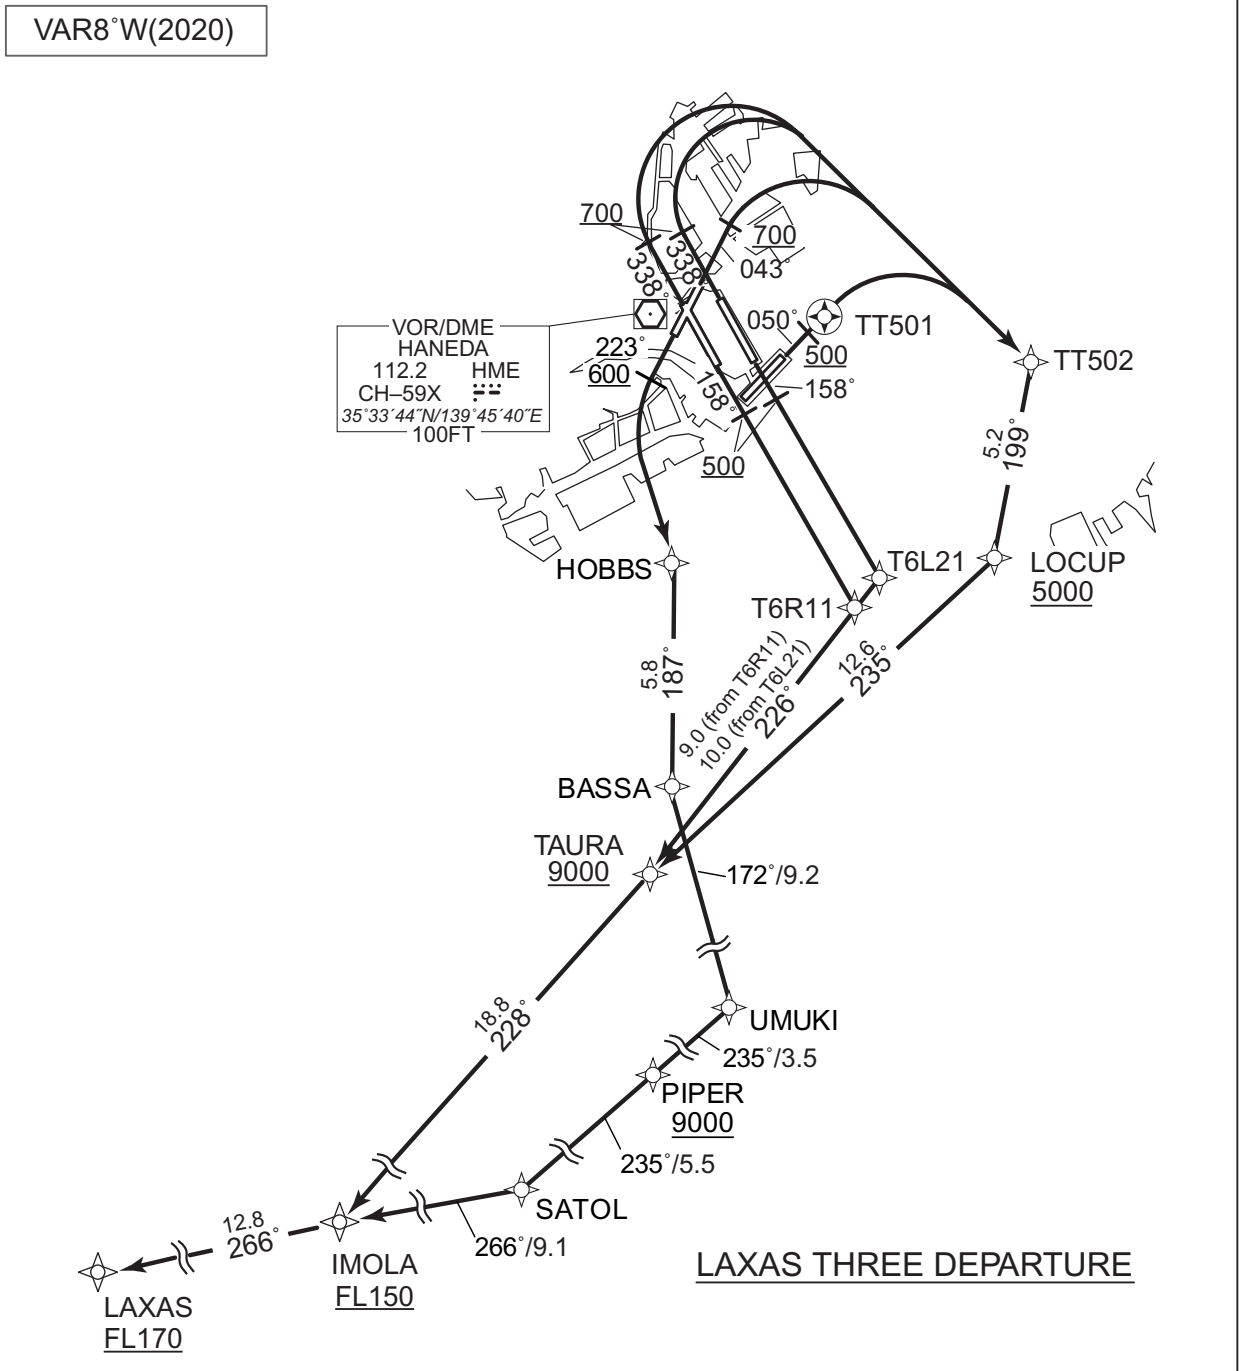 VAR8°W(2020)
700
700
338°
338°
043°
VOR/DME
HANEDA
112.2 HME
CH–59X
35°33′44″N/139°45′40″E
100FT
223°
600
050°
TT501
500
TT502
158°
158°
500
5.2
199°
HOBBS
T6L21
LOCUP
5000
T6R11
5.8
187°
9.0 (from T6R11)
10.0 (from T6L21)
226°
12.6
235°
BASSA
TAURA
9000
172°/9.2
18.8
228°
UMUKI
235°/3.5
PIPER
9000
235°/5.5
SATOL
12.8
266°
266°/9.1
IMOLA
FL150
LAXAS THREE DEPARTURE
LAXAS
FL170